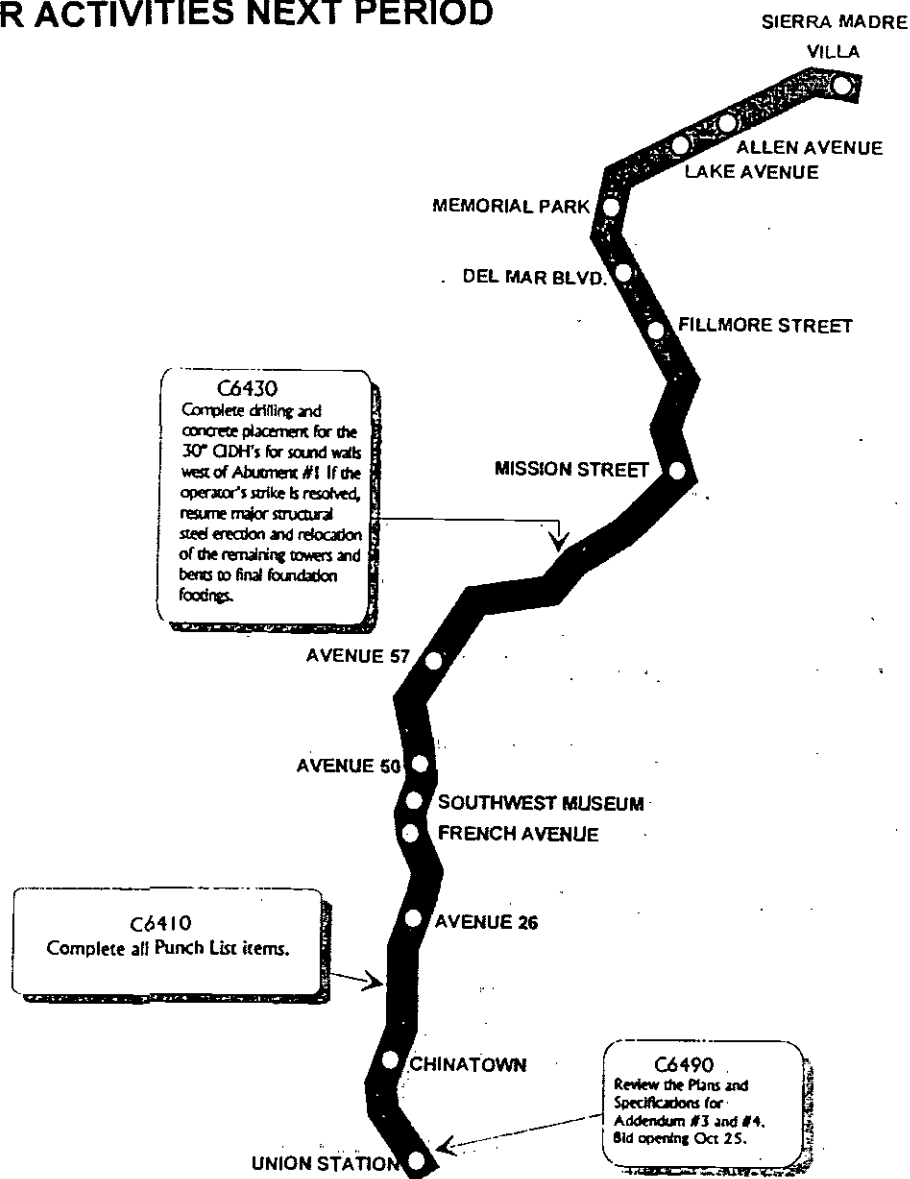 R ACTIVITIES NEXT PERIOD
SIERRA MADRE
VILLA
ALLEN AVENUE
LAKE AVENUE
MEMORIAL PARK
DEL MAR BLVD.
FILLMORE STREET
C6430
Complete drilling and
concrete placement for the
30" CIDH's for sound walls
west of Abutment #1 If the
operator's strike is resolved,
resume major structural
steel erection and relocation
of the remaining towers and
bents to final foundation
footings.
MISSION STREET
AVENUE 57
AVENUE 50
SOUTHWEST MUSEUM
FRENCH AVENUE
AVENUE 26
C6410
Complete all Punch List items.
CHINATOWN
C6490
Review the Plans and
Specifications for
Addendum #3 and #4.
Bid opening Oct 25.
UNION STATION